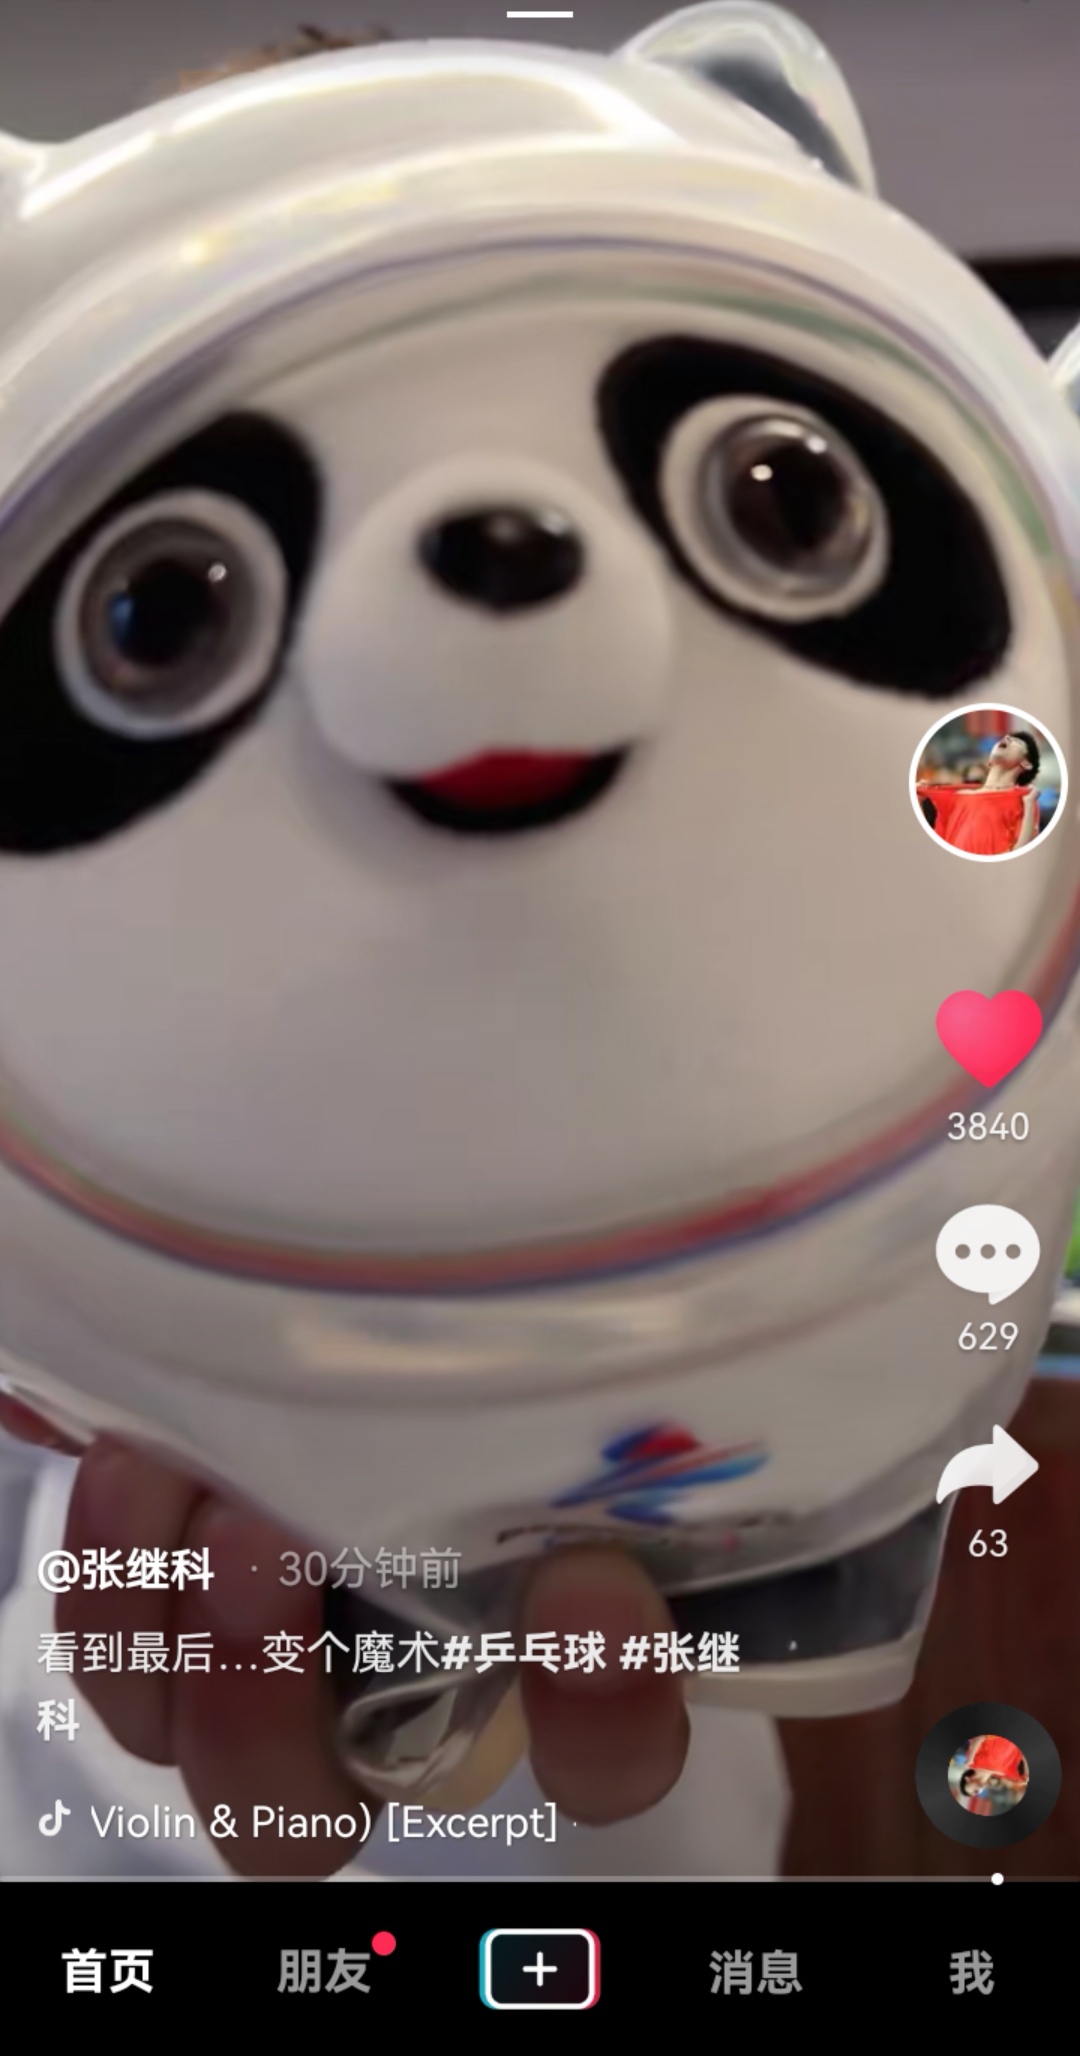 3840
629
63
@张继科 · 30分钟前
看到最后...变个魔术#乒乓球 #张继
科
Violin & Piano) [Excerpt] ·
首页 朋友 消息 我